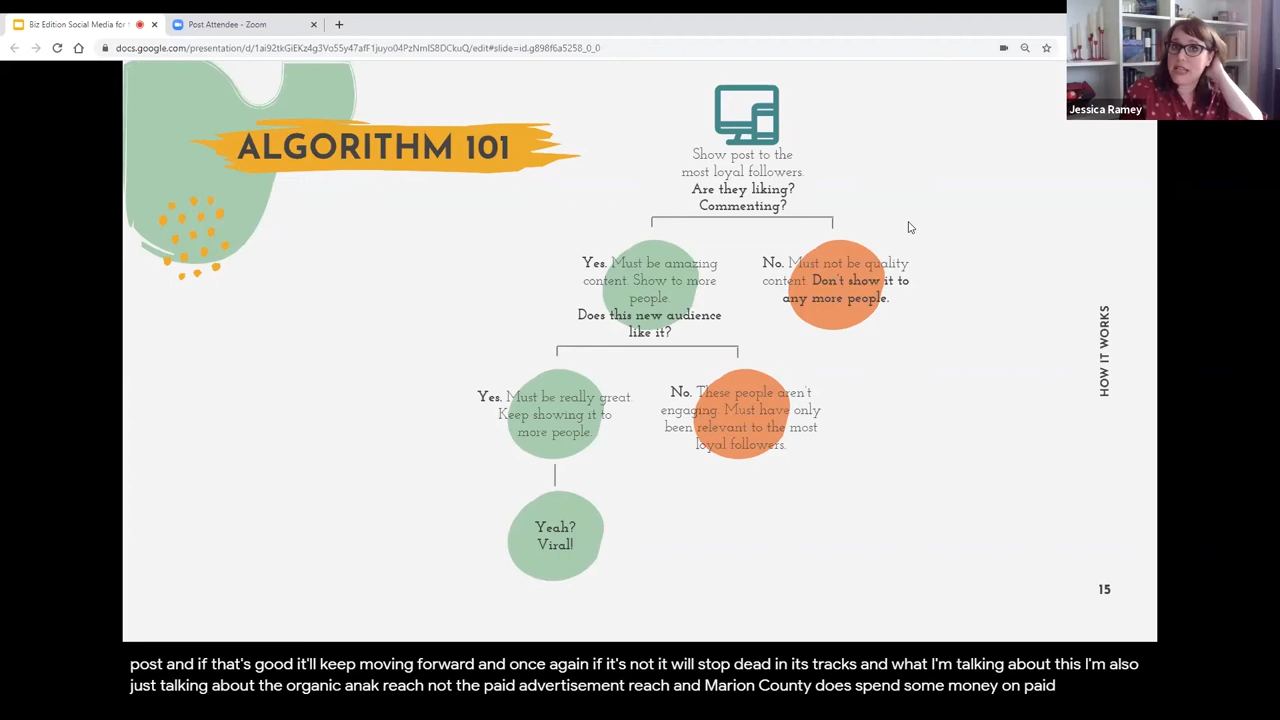 Biz Edition Social Media for
Post Attendee - Zoom
docs.google.com/presentation/d/1ai92tkGiEKz4g3Vo55y47afF1juyo04PzNmlS8DCkuQ/edit#slide=id.g898f6a5258_0_0
Jessica Ramey
ALGORITHM 101
Show post to the
most loyal followers.
Are they liking?
Commenting?
Yes. Must be amazing
content. Show to more
people.
Does this new audience
like it?
No. Must not be quality
content. Don't show it to
any more people.
Yes. Must be really great.
Keep showing it to
more people.
No. These people aren't
engaging. Must have only
been relevant to the most
loyal followers.
Yeah?
Viral!
HOW IT WORKS
15
post and if that's good it'll keep moving forward and once again if it's not it will stop dead in its tracks and what I'm talking about this I'm also
just talking about the organic anak reach not the paid advertisement reach and Marion County does spend some money on paid